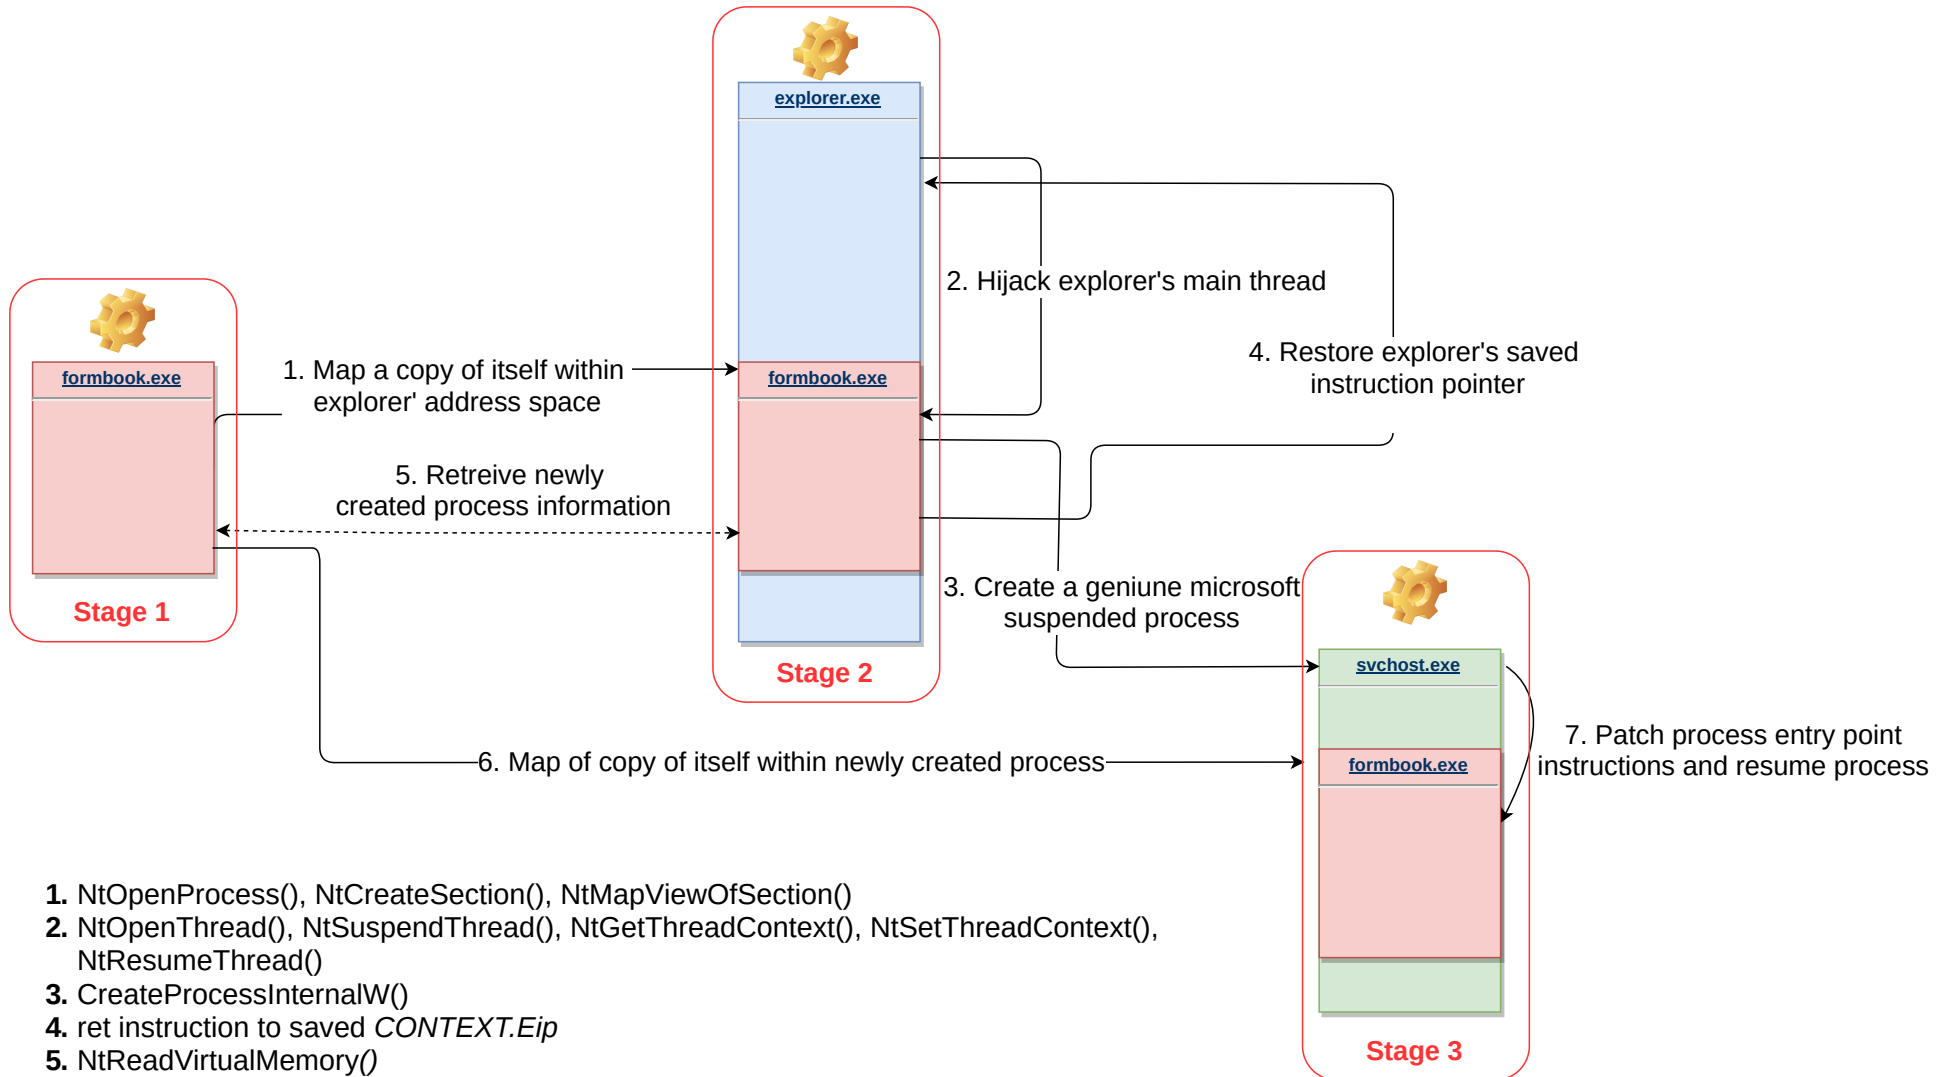 explorer.exe
2. Hijack explorer's main thread
4. Restore explorer's saved
instruction pointer
formbook.exe
1. Map a copy of itself within
explorer' address space
formbook.exe
5. Retreive newly
created process information
Stage 1
3. Create a geniune microsoft
suspended process
Stage 2
svchost.exe
6. Map of copy of itself within newly created process
formbook.exe
7. Patch process entry point
instructions and resume process
Stage 3
1. NtOpenProcess(), NtCreateSection(), NtMapViewOfSection()
2. NtOpenThread(), NtSuspendThread(), NtGetThreadContext(), NtSetThreadContext(),
NtResumeThread()
3. CreateProcessInternalW()
4. ret instruction to saved CONTEXT.Eip
5. NtReadVirtualMemory()